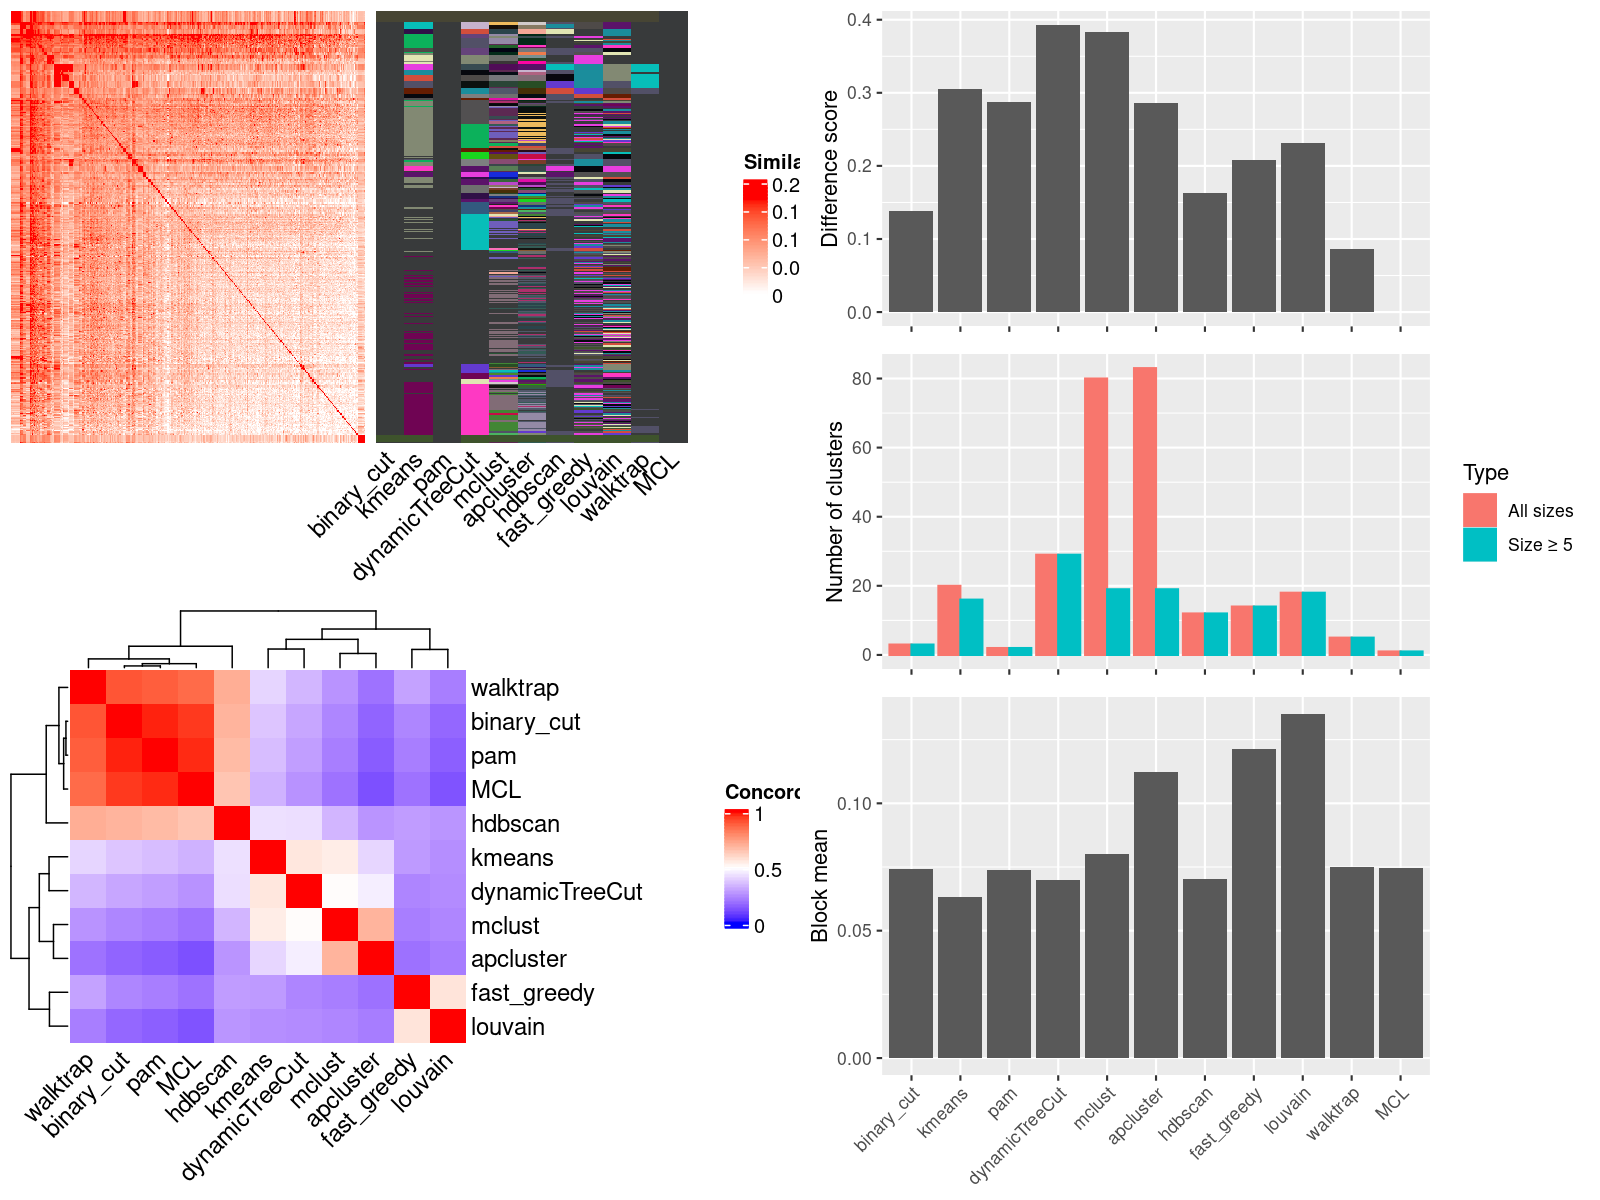 Simila
0.2
0.1
0.1
0.0
0
binary_cut
kmeans
pam
dynamicTreeCut
mclust
apcluster
hdbscan
fast_greedy
louvain
walktrap
MCL
walktrap
binary_cut
pam
MCL
hdbscan
kmeans
dynamicTreeCut
mclust
apcluster
fast_greedy
louvain
Concord
1
0.5
0
walktrap
binary_cut
pam
MCL
hdbscan
kmeans
dynamicTreeCut
mclust
apcluster
fast_greedy
louvain
Difference score
0.4
0.3
0.2
0.1
0.0
Number of clusters
80
60
40
20
0
Type
All sizes
Size ≥ 5
Block mean
0.10
0.05
0.00
binary_cut
kmeans
pam
dynamicTreeCut
mclust
apcluster
hdbscan
fast_greedy
louvain
walktrap
MCL